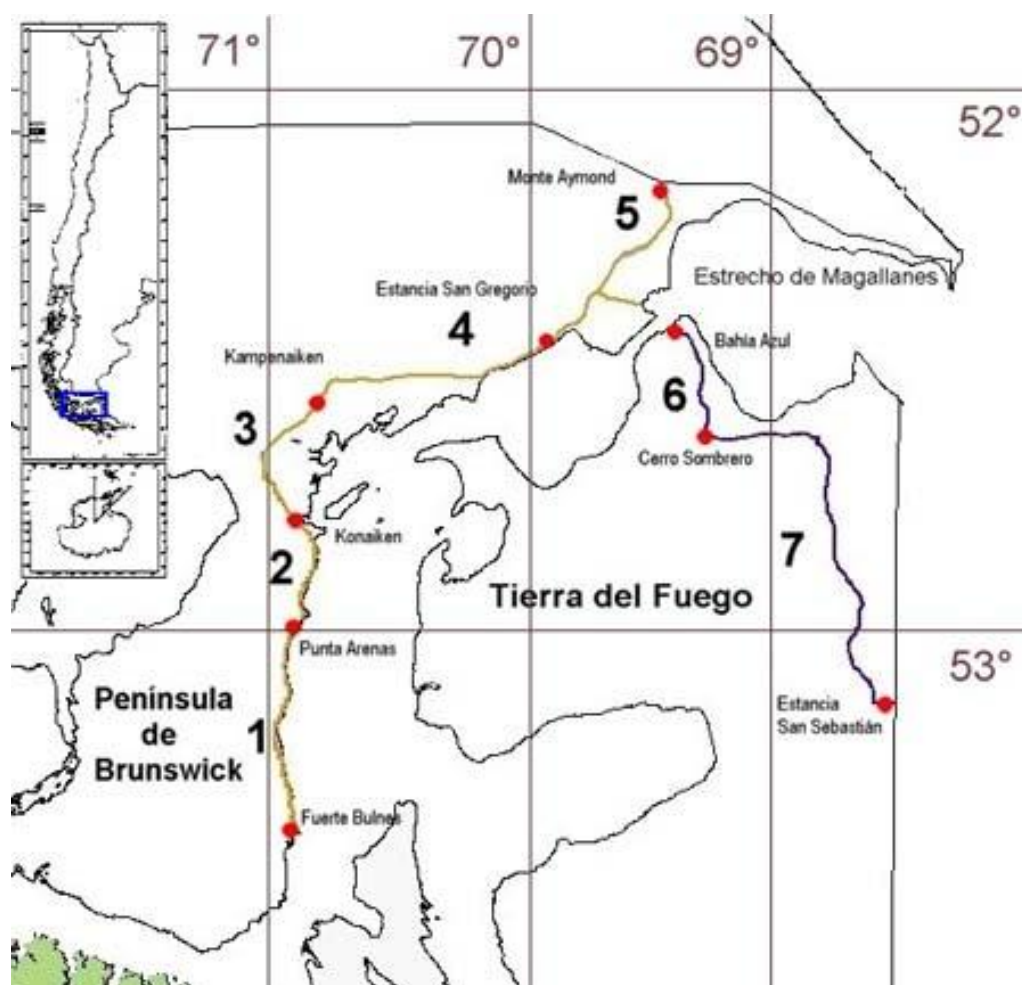 71°
70°
69°
52°
Monte Aymond
5
Estrecho de Magallanes
Estancia San Gregorio
4
Bahía Azul
Kampenaiken
6
3
Cerro Sombrero
Konaiken
7
2
Tierra del Fuego
Punta Arenas
53°
Peninsula
de
Brunswick
1
Estancia
San Sebastián
Fuerte Bulnes